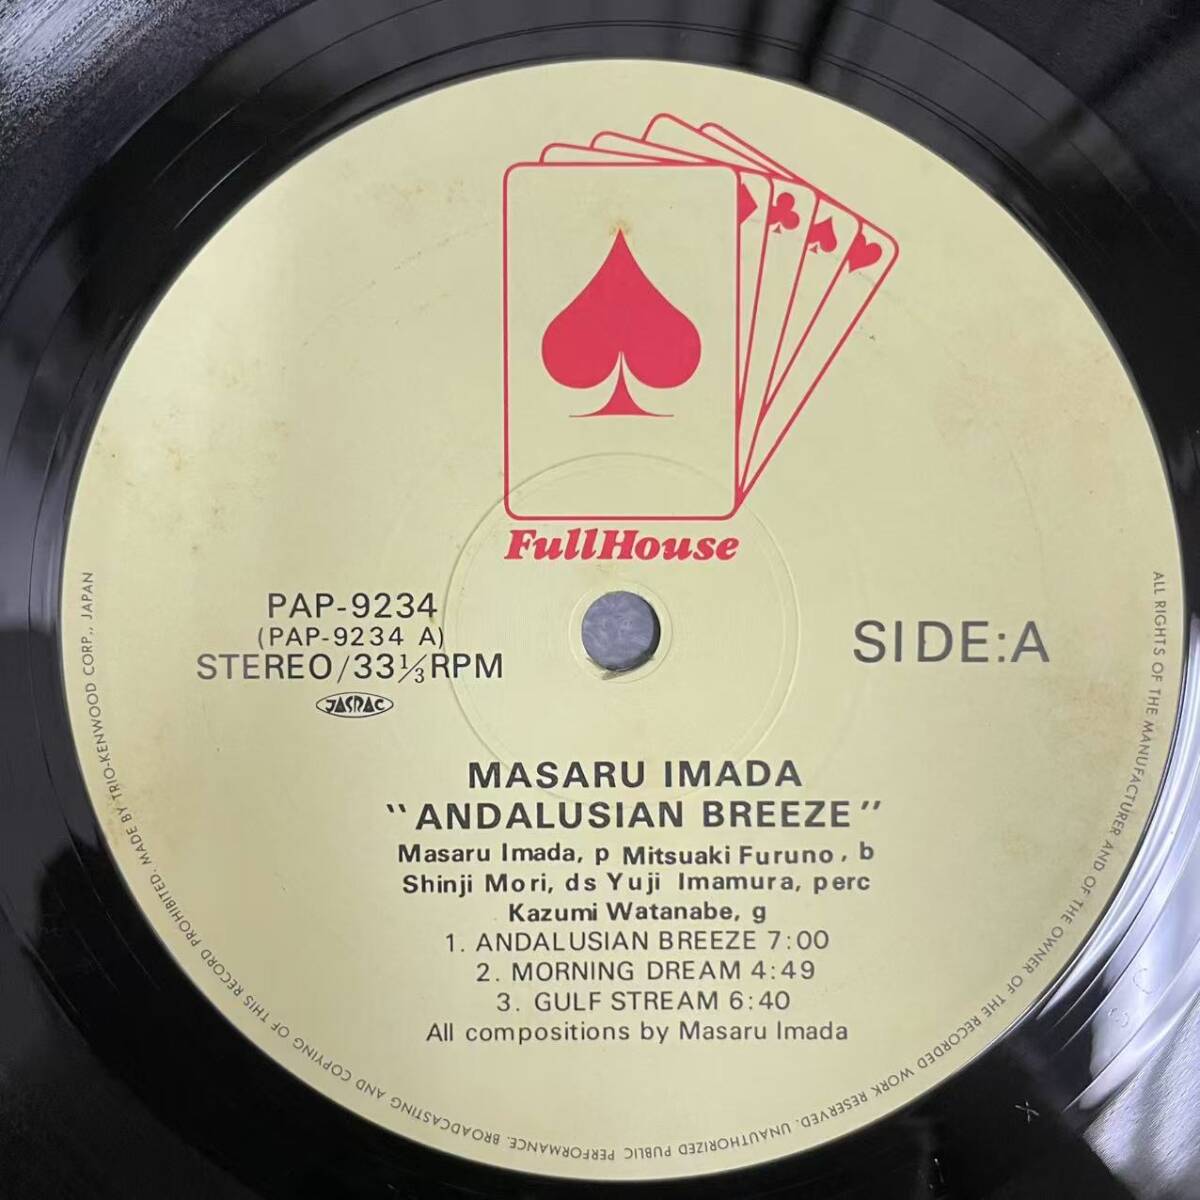 FullHouse
PAP-9234
(PAP-9234 A)
STEREO/33⅓RPM
JASRAC
SIDE:A
MASARU IMADA
"ANDALUSIAN BREEZE"
Masaru Imada, p Mitsuaki Furuno, b
Shinji Mori, ds Yuji Imamura, perc
Kazumi Watanabe, g
1. ANDALUSIAN BREEZE 7:00
2. MORNING DREAM 4:49
3. GULF STREAM 6:40
All compositions by Masaru Imada
ALL RIGHTS OF THE MANUFACTURER AND OF THE OWNER OF THE RECORDED WORK RESERVED. UNAUTHORIZED PUBLIC PERFORMANCE. BROADCASTING AND COPYING OF THIS RECORD PROHIBITED. MADE BY TRIO-KENWOOD CORP., JAPAN